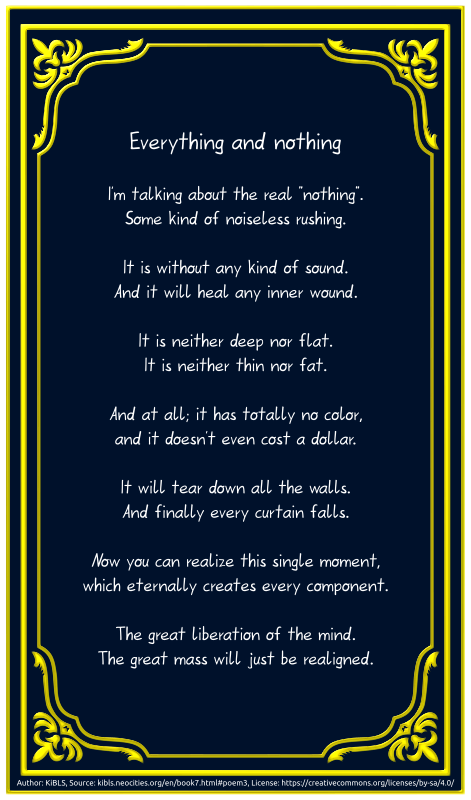 Everything and nothing
I'm talking about the real "nothing".
Some kind of noiseless rushing.
It is without any kind of sound.
And it will heal any inner wound.
It is neither deep nor flat.
It is neither thin nor fat.
And at all; it has totally no color,
and it doesn't even cost a dollar.
It will tear down all the walls.
And finally every curtain falls.
Now you can realize this single moment,
which eternally creates every component.
The great liberation of the mind.
The great mass will just be realigned.
Author: KiBLS, Source: kibls.neocities.org/en/book7.html#poem3, License: https://creativecommons.org/licenses/by-sa/4.0/